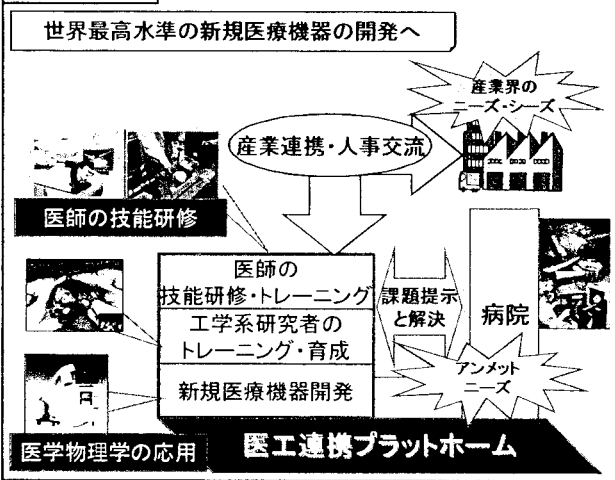 世界最高水準の新規医療機器の開発へ
産業界の
ニーズ・シーズ
産業連携・人事交流
医師の技能研修
医師の
技能研修・トレーニング
工学系研究者の
トレーニング・育成
新規医療機器開発
課題提示
と解決
病院
アンメット
ニーズ
医学物理学の応用
医工連携プラットホーム